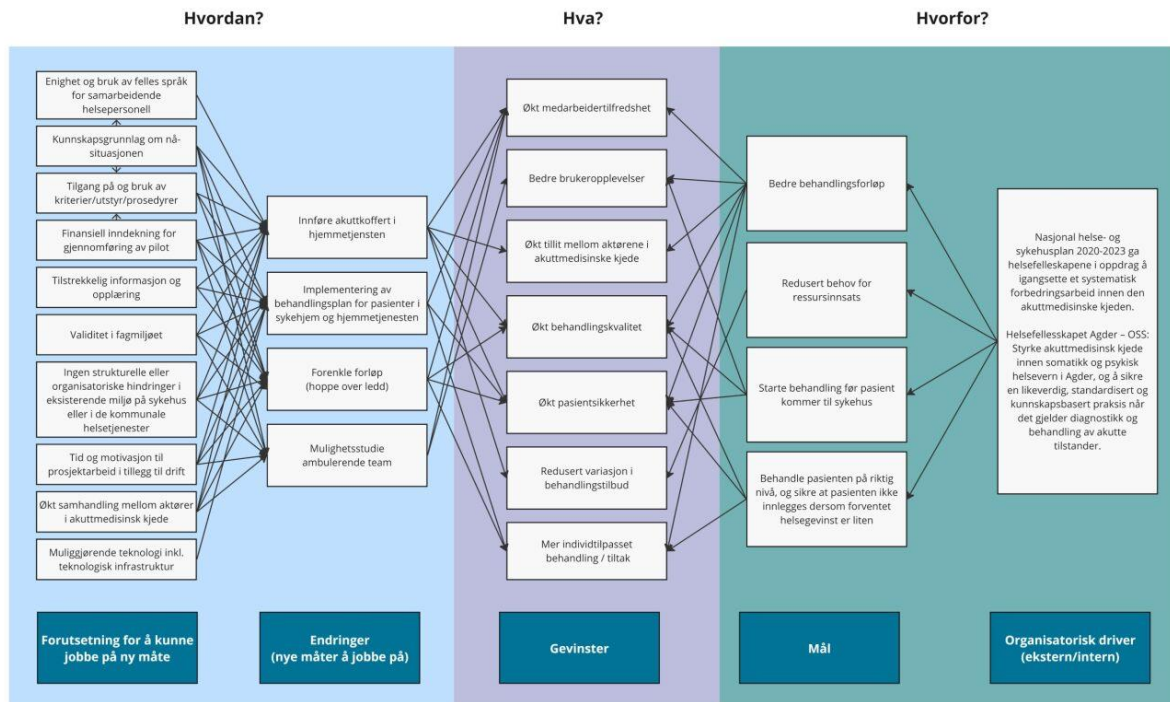 Hvordan?
Hva?
Hvorfor?
Enighet og bruk av felles språk
for samarbeidende
helsepersonell
Kunnskapsgrunnlag om nå-
situasjonen
Tilgang på og bruk av
kriterier/utstyr/prosedyrer
Finansiell inndekning for
gjennomføring av pilot
Tilstrekkelig informasjon og
opplæring
Validitet i fagmiljøet
Ingen strukturelle eller
organisatoriske hindringer i
eksisterende miljø på sykehus
eller i de kommunale
helsetjenester
Tid og motivasjon til
prosjektarbeid i tillegg til drift
Økt samhandling mellom aktører
i akuttmedisinsk kjede
Muliggjørende teknologi inkl.
teknologisk infrastruktur
Innføre akuttkoffert i
hjemmetjensten
Implementering av
behandlingsplan for pasienter i
sykehjem og hjemmetjenesten
Forenkle forløp
(hoppe over ledd)
Mulighetsstudie
ambulerende team
Økt medarbeidertilfredshet
Bedre brukeropplevelser
Økt tillit mellom aktørene i
akuttmedisinske kjede
Økt behandlingskvalitet
Økt pasientsikkerhet
Redusert variasjon i
behandlingstilbud
Mer individtilpasset
behandling / tiltak
Bedre behandlingsforløp
Redusert behov for
ressursinnsats
Starte behandling før pasient
kommer til sykehus
Behandle pasienten på riktig
nivå, og sikre at pasienten ikke
innlegges dersom forventet
helsegevinst er liten
Nasjonal helse- og
sykehusplan 2020-2023 ga
helsefelleskapene i oppdrag å
igangsette et systematisk
forbedringsarbeid innen den
akuttmedisinske kjeden.
Helsefellesskapet Agder – OSS:
Styrke akuttmedisinsk kjede
innen somatikk og psykisk
helsevern i Agder, og å sikre
en likeverdig, standardisert og
kunnskapsbasert praksis når
det gjelder diagnostikk og
behandling av akutte
tilstander.
Forutsetning for å kunne
jobbe på ny måte
Endringer
(nye måter å jobbe på)
Gevinster
Mål
Organisatorisk driver
(ekstern/intern)